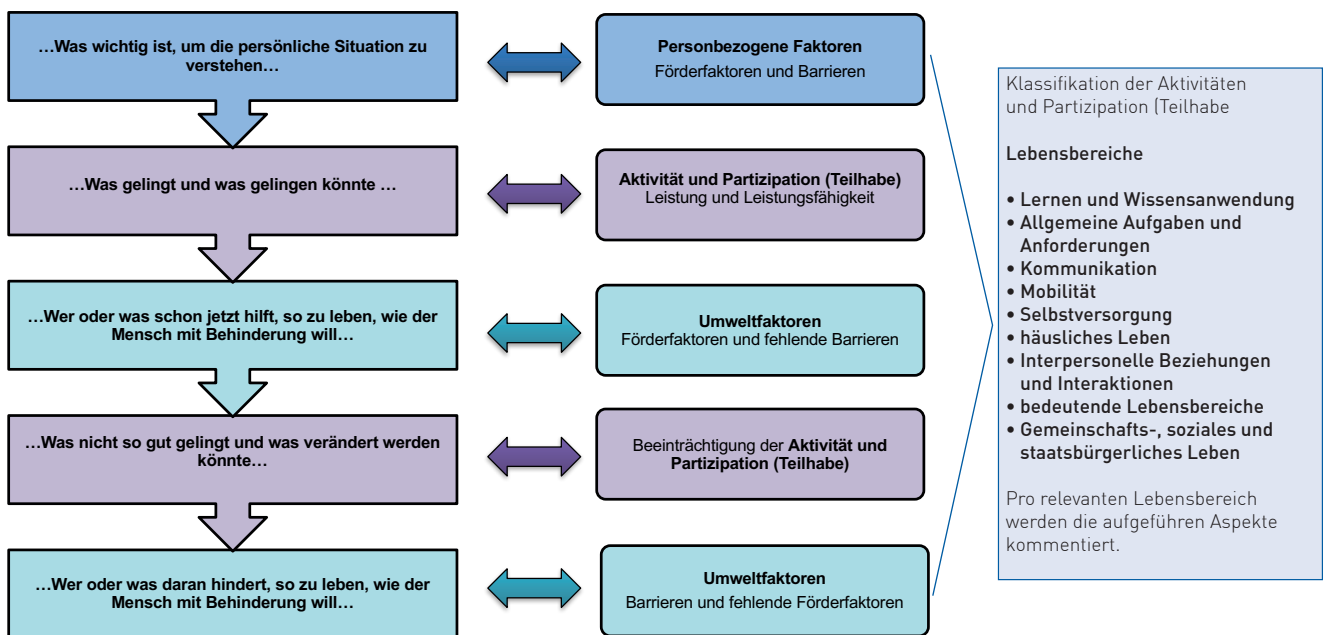 …Was wichtig ist, um die persönliche Situation zu
verstehen…
Personbezogene Faktoren
Förderfaktoren und Barrieren
…Was gelingt und was gelingen könnte …
Aktivität und Partizipation (Teilhabe)
Leistung und Leistungsfähigkeit
…Wer oder was schon jetzt hilft, so zu leben, wie der
Mensch mit Behinderung will…
Umweltfaktoren
Förderfaktoren und fehlende Barrieren
…Was nicht so gut gelingt und was verändert werden
könnte…
Beeinträchtigung der Aktivität und
Partizipation (Teilhabe)
…Wer oder was daran hindert, so zu leben, wie der
Mensch mit Behinderung will…
Umweltfaktoren
Barrieren und fehlende Förderfaktoren
Klassifikation der Aktivitäten
und Partizipation (Teilhabe
Lebensbereiche
• Lernen und Wissensanwendung
• Allgemeine Aufgaben und
Anforderungen
• Kommunikation
• Mobilität
• Selbstversorgung
• häusliches Leben
• Interpersonelle Beziehungen
und Interaktionen
• bedeutende Lebensbereiche
• Gemeinschafts-, soziales und
staatsbürgerliches Leben
Pro relevanten Lebensbereich
werden die aufgeführen Aspekte
kommentiert.